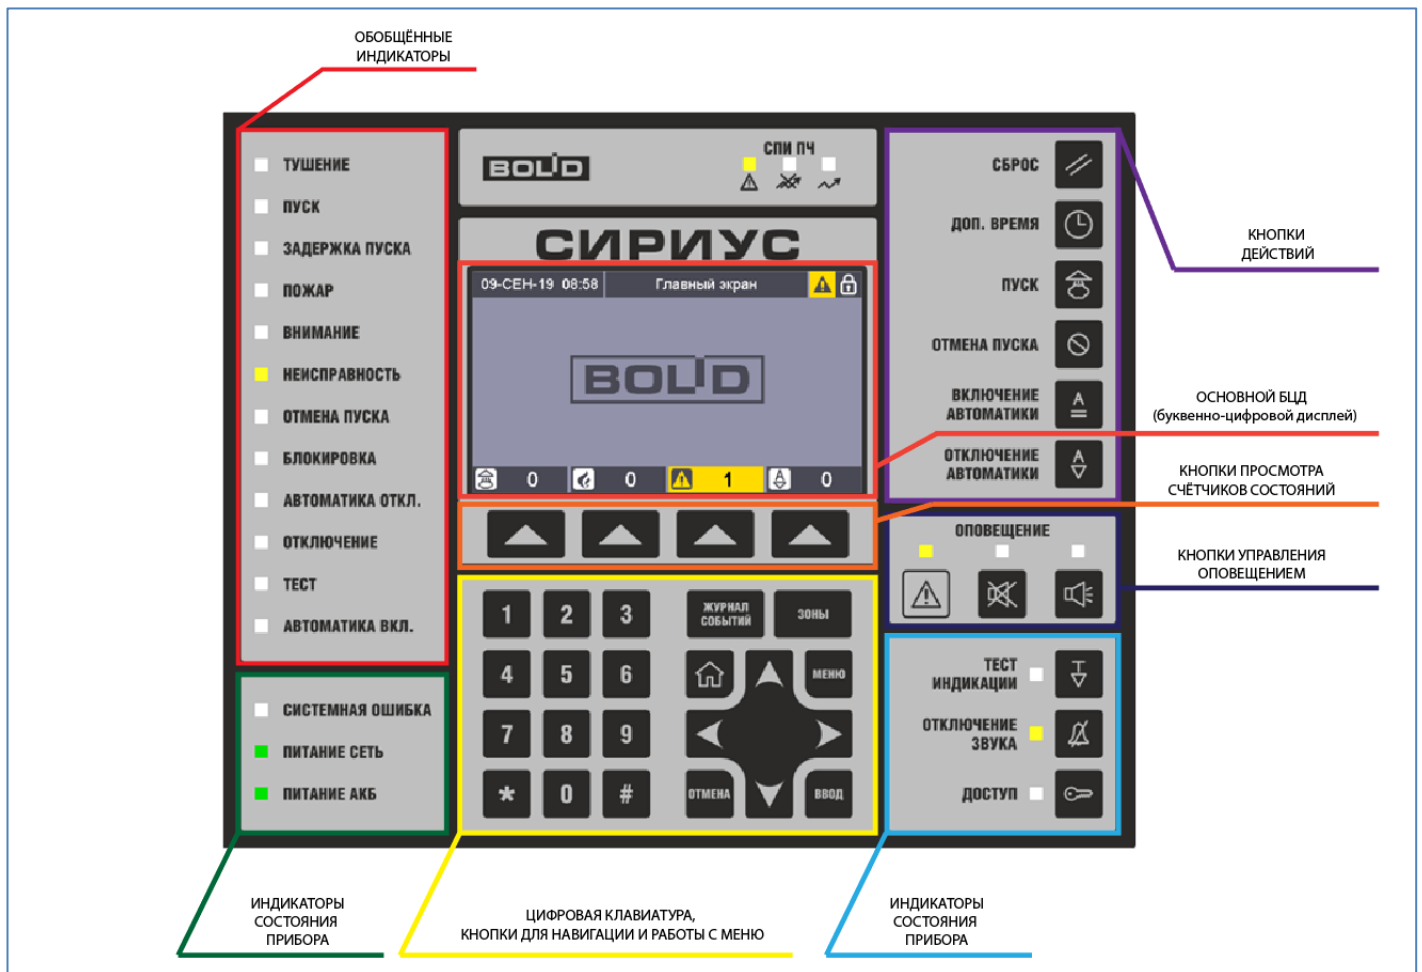 ОБОБЩЁННЫЕ
ИНДИКАТОРЫ
ТУШЕНИЕ
ПУСК
ЗАДЕРЖКА ПУСКА
ПОЖАР
ВНИМАНИЕ
НЕИСПРАВНОСТЬ
ОТМЕНА ПУСКА
БЛОКИРОВКА
АВТОМАТИКА ОТКЛ.
ОТКЛЮЧЕНИЕ
ТЕСТ
АВТОМАТИКА ВКЛ.
СИСТЕМНАЯ ОШИБКА
ПИТАНИЕ СЕТЬ
ПИТАНИЕ АКБ
BOLID
СПИ ПЧ
СИРИУС
09-СЕН-19 08:58 Главный экран
BOLID
0 0 1 0
1 2 3
ЖУРНАЛ
СОБЫТИЙ
ЗОНЫ
4 5 6
МЕНЮ
7 8 9
* 0 #
ОТМЕНА
ВВОД
СБРОС
ДОП. ВРЕМЯ
ПУСК
ОТМЕНА ПУСКА
ВКЛЮЧЕНИЕ
АВТОМАТИКИ
А
ОТКЛЮЧЕНИЕ
АВТОМАТИКИ
А
ОПОВЕЩЕНИЕ
ТЕСТ
ИНДИКАЦИИ
ОТКЛЮЧЕНИЕ
ЗВУКА
ДОСТУП
КНОПКИ
ДЕЙСТВИЙ
ОСНОВНОЙ БЦД
(буквенно-цифровой дисплей)
КНОПКИ ПРОСМОТРА
СЧЁТЧИКОВ СОСТОЯНИЙ
КНОПКИ УПРАВЛЕНИЯ
ОПОВЕЩЕНИЕМ
ИНДИКАТОРЫ
СОСТОЯНИЯ
ПРИБОРА
ЦИФРОВАЯ КЛАВИАТУРА,
КНОПКИ ДЛЯ НАВИГАЦИИ И РАБОТЫ С МЕНЮ
ИНДИКАТОРЫ
СОСТОЯНИЯ
ПРИБОРА